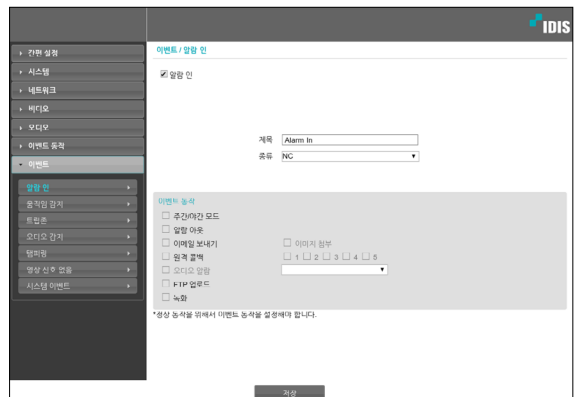 IDIS
간편 설정
시스템
네트워크
비디오
오디오
이벤트 동작
이벤트
알람 인
움직임 감지
트립존
오디오 감지
탬퍼링
영상 신호 없음
시스템 이벤트
이벤트 / 알람 인
알람 인
제목 Alarm In
종류 NC
이벤트 동작
주간/야간 모드
알람 아웃
이메일 보내기 이미지 첨부
원격 콜백 1 2 3 4 5
오디오 알람
FTP 업로드
녹화
*정상 동작을 위해서 이벤트 동작을 설정해야 합니다.
저장